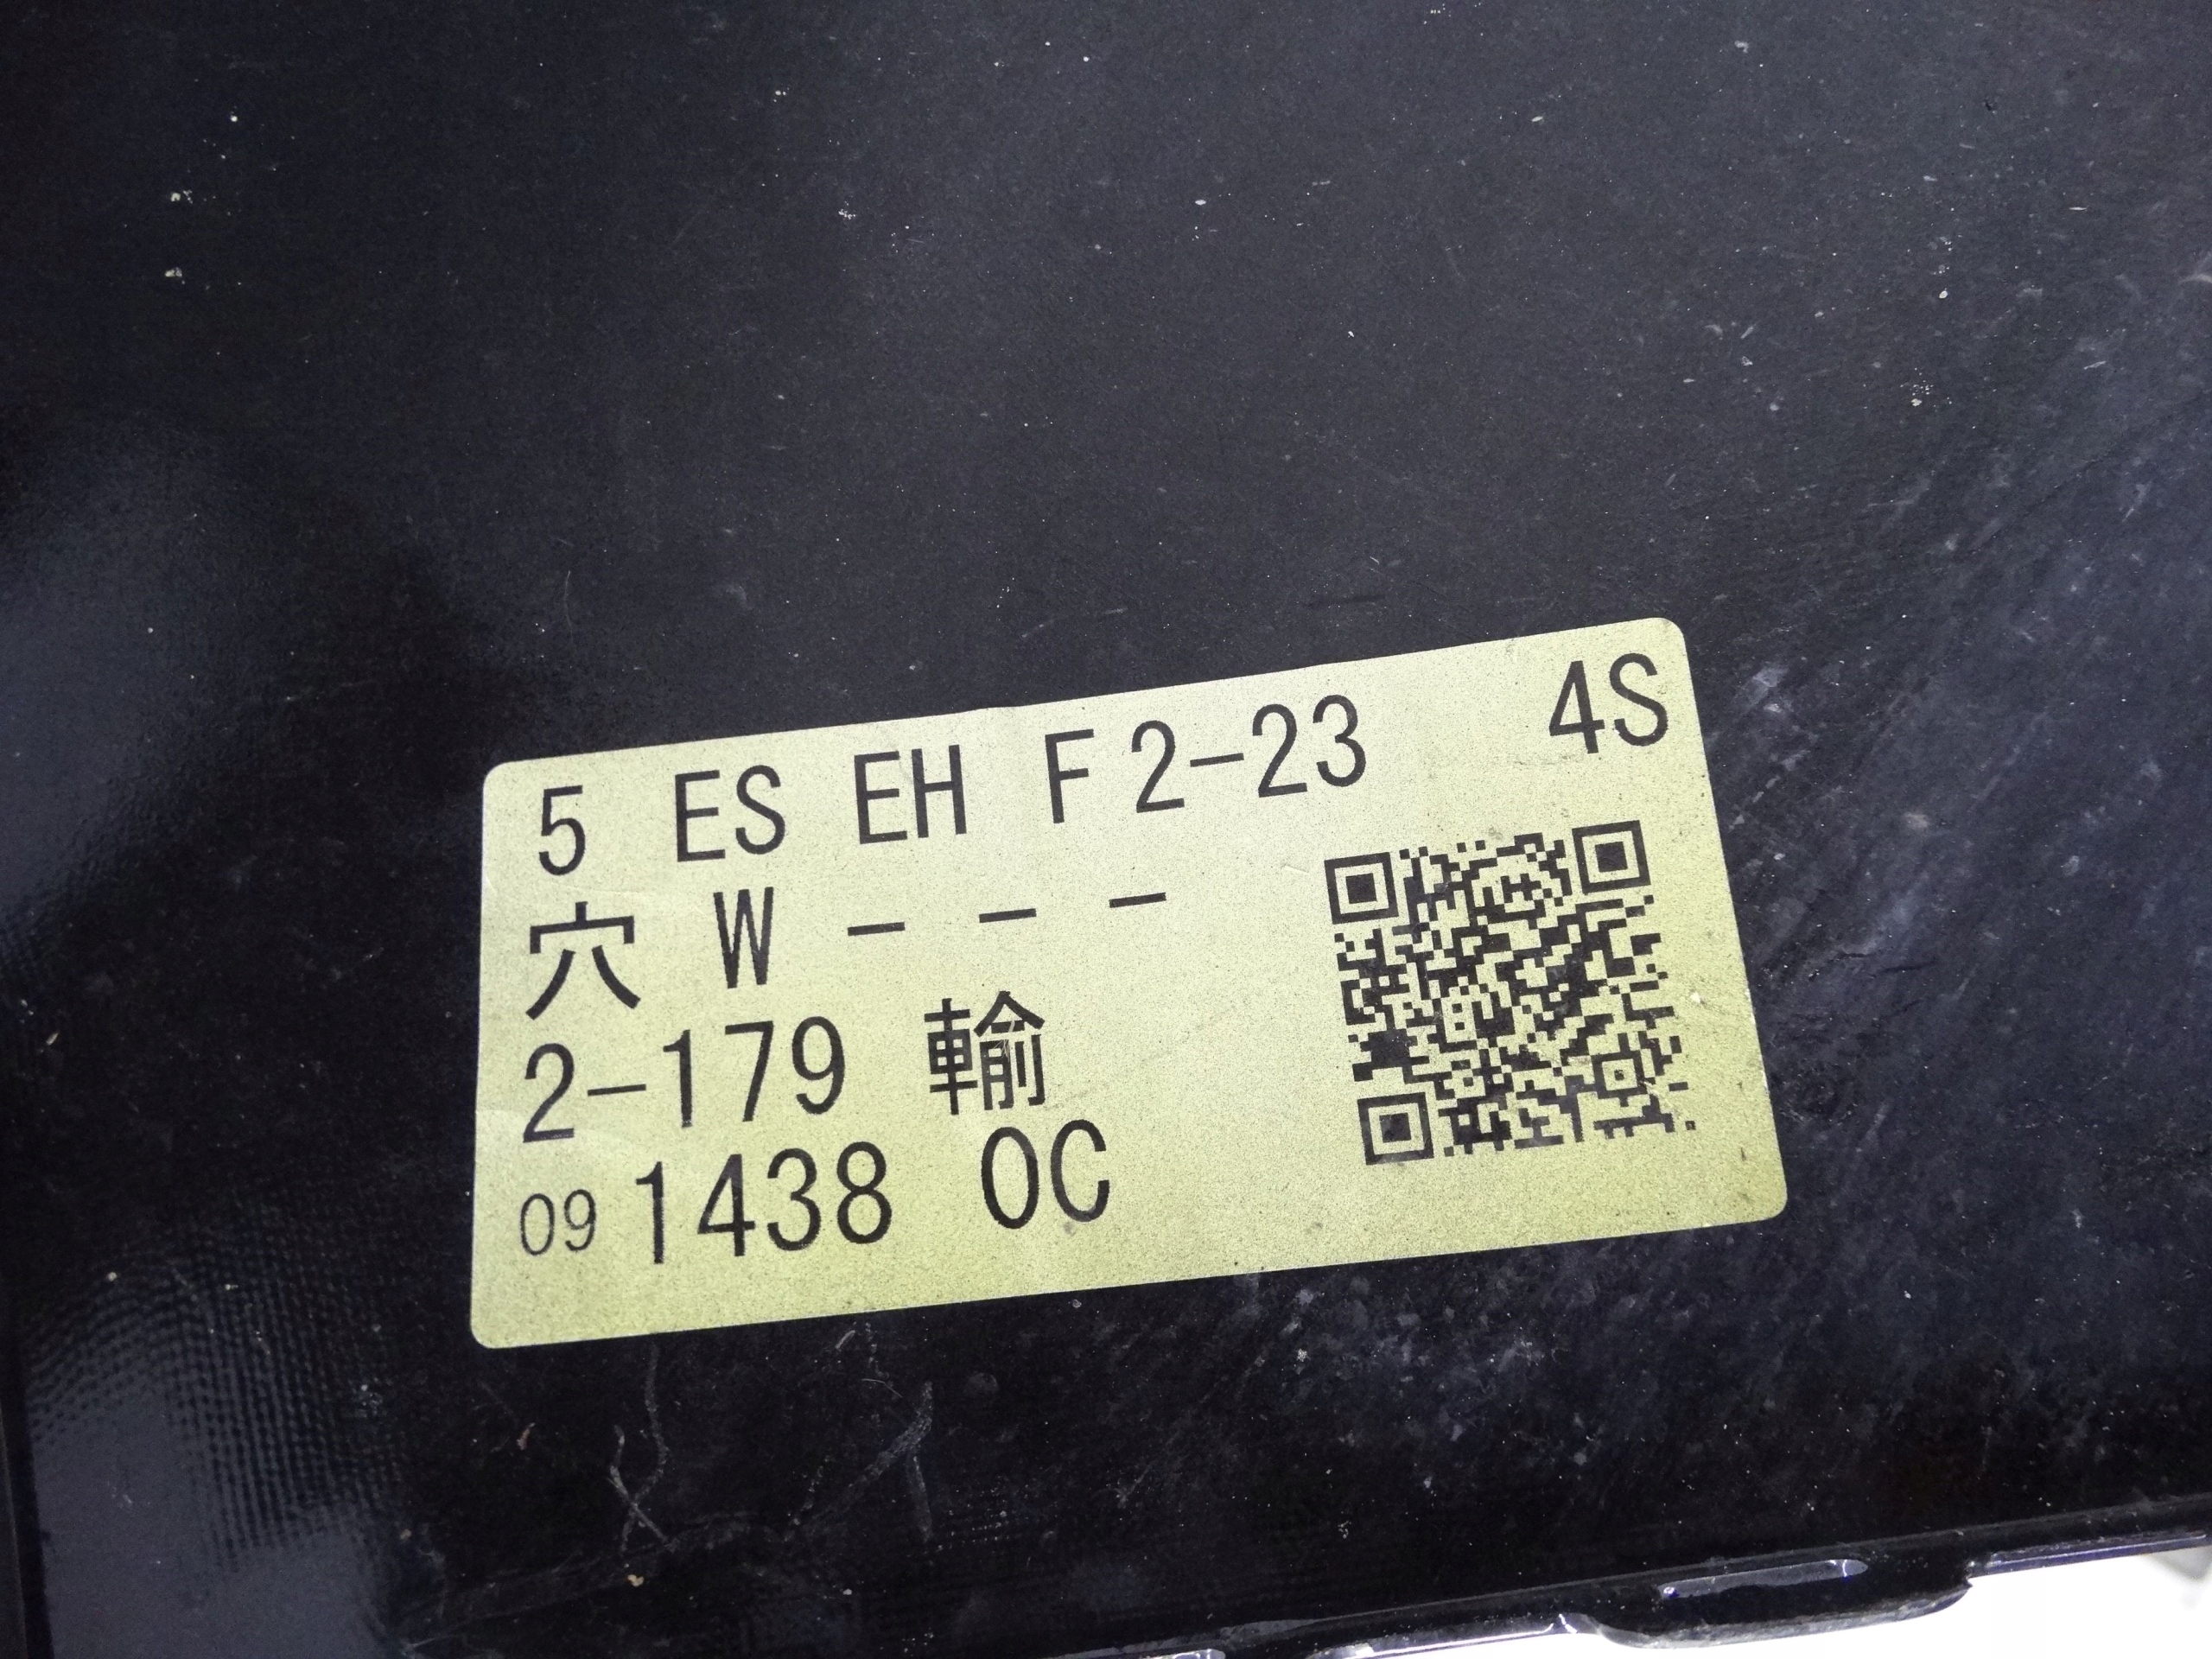 5 ES EH F2-23 4S
穴 W - - -
2-179 輸
09 1438 OC